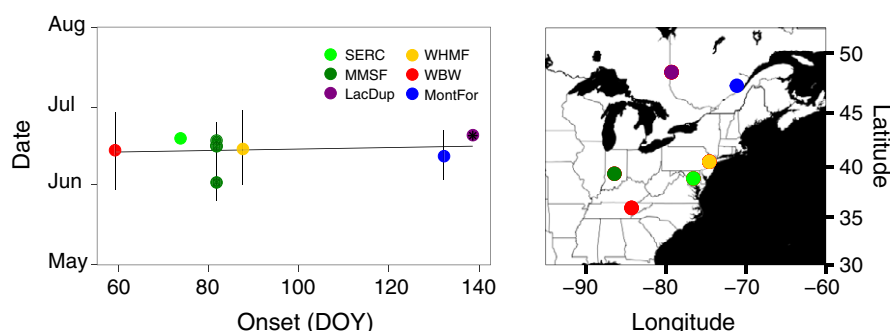 Aug
Jul
Jun
May
Date
SERC
MMSF
LacDup
WHMF
WBW
MontFor
60
80
100
120
140
Onset (DOY)
50
45
40
35
30
Latitude
−90
−80
−70
−60
Longitude